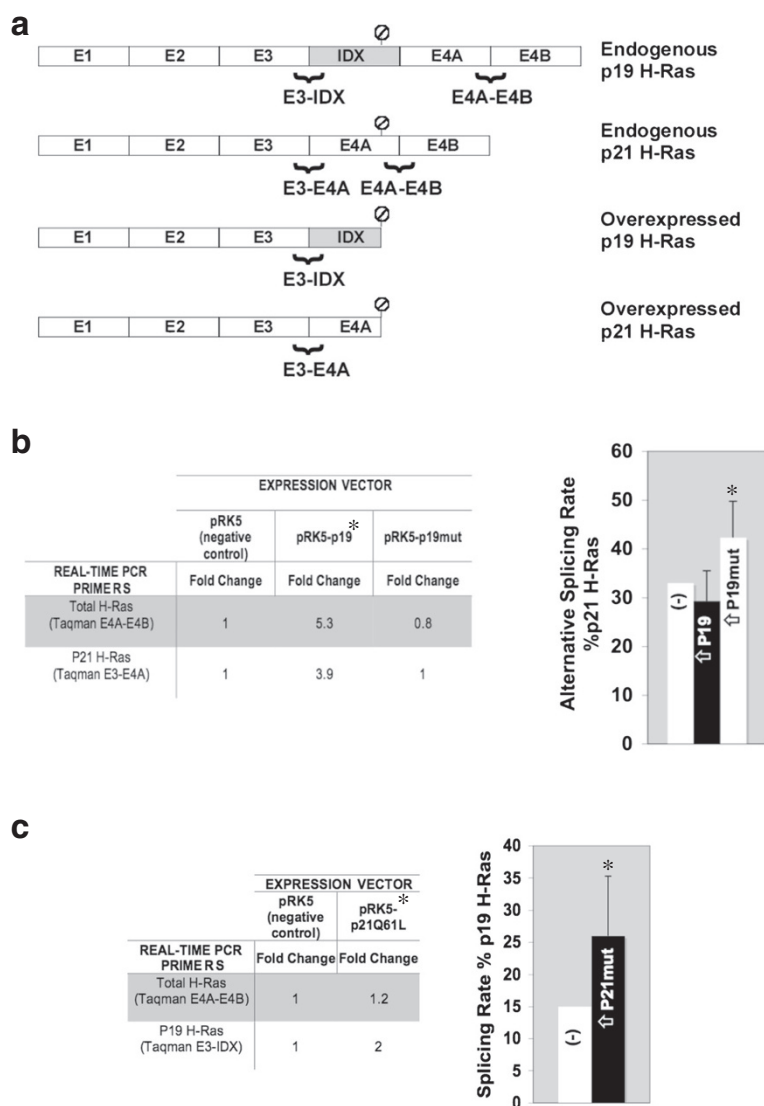 a
E1 E2 E3 IDX E4A E4B
E3-IDX E4A-E4B
Endogenous
p19 H-Ras
E1 E2 E3 E4A E4B
E3-E4A E4A-E4B
Endogenous
p21 H-Ras
E1 E2 E3 IDX
E3-IDX
Overexpressed
p19 H-Ras
E1 E2 E3 E4A
E3-E4A
Overexpressed
p21 H-Ras
b
EXPRESSION VECTOR
pRK5
(negative
control)
pRK5-p19*
pRK5-p19mut
REAL-TIME PCR
PRIMERS
Fold Change Fold Change Fold Change
Total H-Ras
(Taqman E4A-E4B)
1 5.3 0.8
P21 H-Ras
(Taqman E3-E4A)
1 3.9 1
Alternative Splicing Rate
%p21 H-Ras
60
50
40
30
20
10
0
(-)
⇧ P19
⇧ P19mut
*
c
EXPRESSION VECTOR
pRK5
(negative
control)
pRK5-
p21Q61L*
REAL-TIME PCR
PRIMERS
Fold Change Fold Change
Total H-Ras
(Taqman E4A-E4B)
1 1.2
P19 H-Ras
(Taqman E3-IDX)
1 2
Splicing Rate % p19 H-Ras
40
35
30
25
20
15
10
5
0
(-)
⇧ P21mut
*